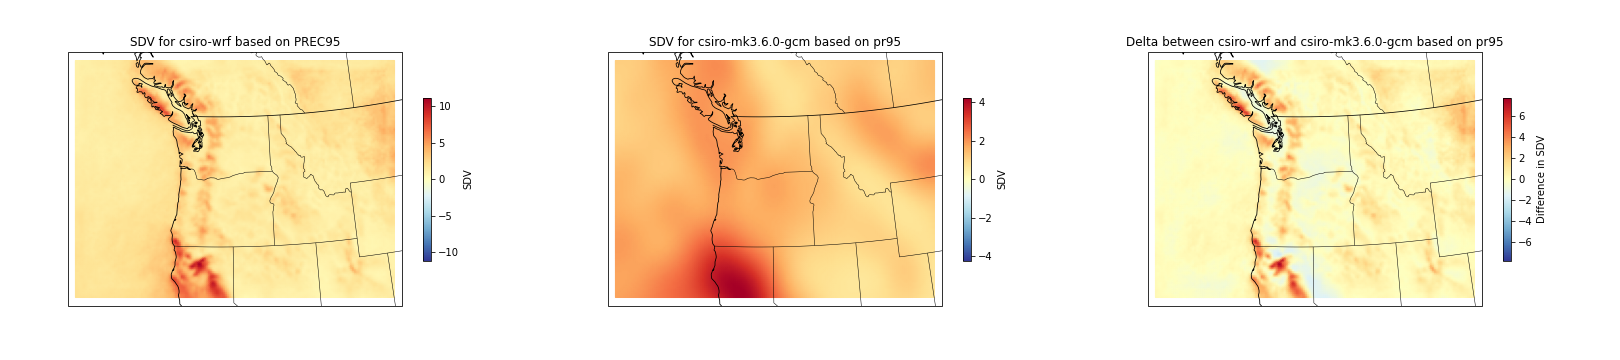 SDV for csiro-wrf based on PREC95
10
5
0
−5
−10
SDV
SDV for csiro-mk3.6.0-gcm based on pr95
4
2
0
−2
−4
SDV
Delta between csiro-wrf and csiro-mk3.6.0-gcm based on pr95
6
4
2
0
−2
−4
−6
Difference in SDV